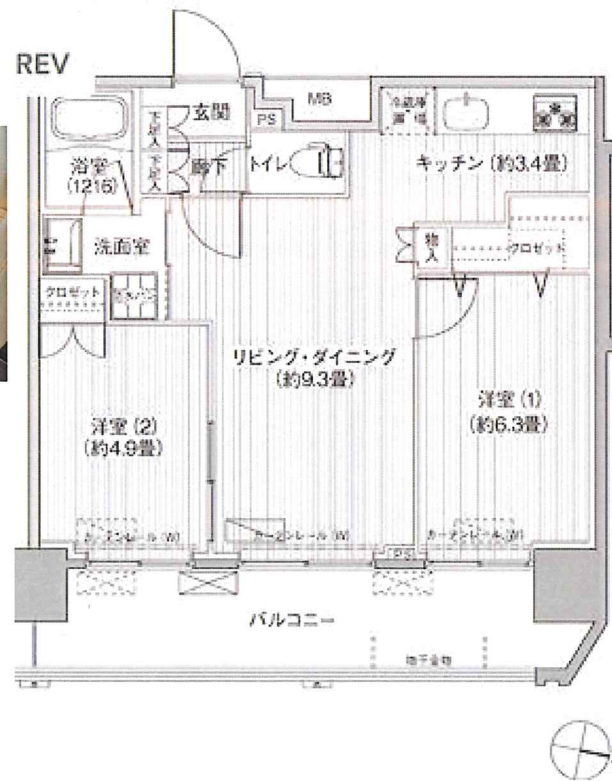 REV
MB
PS
玄関
下足入
下足入
廊下
トイレ
浴室
(1216)
冷蔵庫
置場
キッチン (約3.4畳)
洗面室
物入
クロゼット
クロゼット
リビング・ダイニング
(約9.3畳)
洋室 (1)
(約6.3畳)
洋室 (2)
(約4.9畳)
カーテンレール (W)
カーテンレール (W)
カーテンレール (W)
PS
バルコニー
物干金物